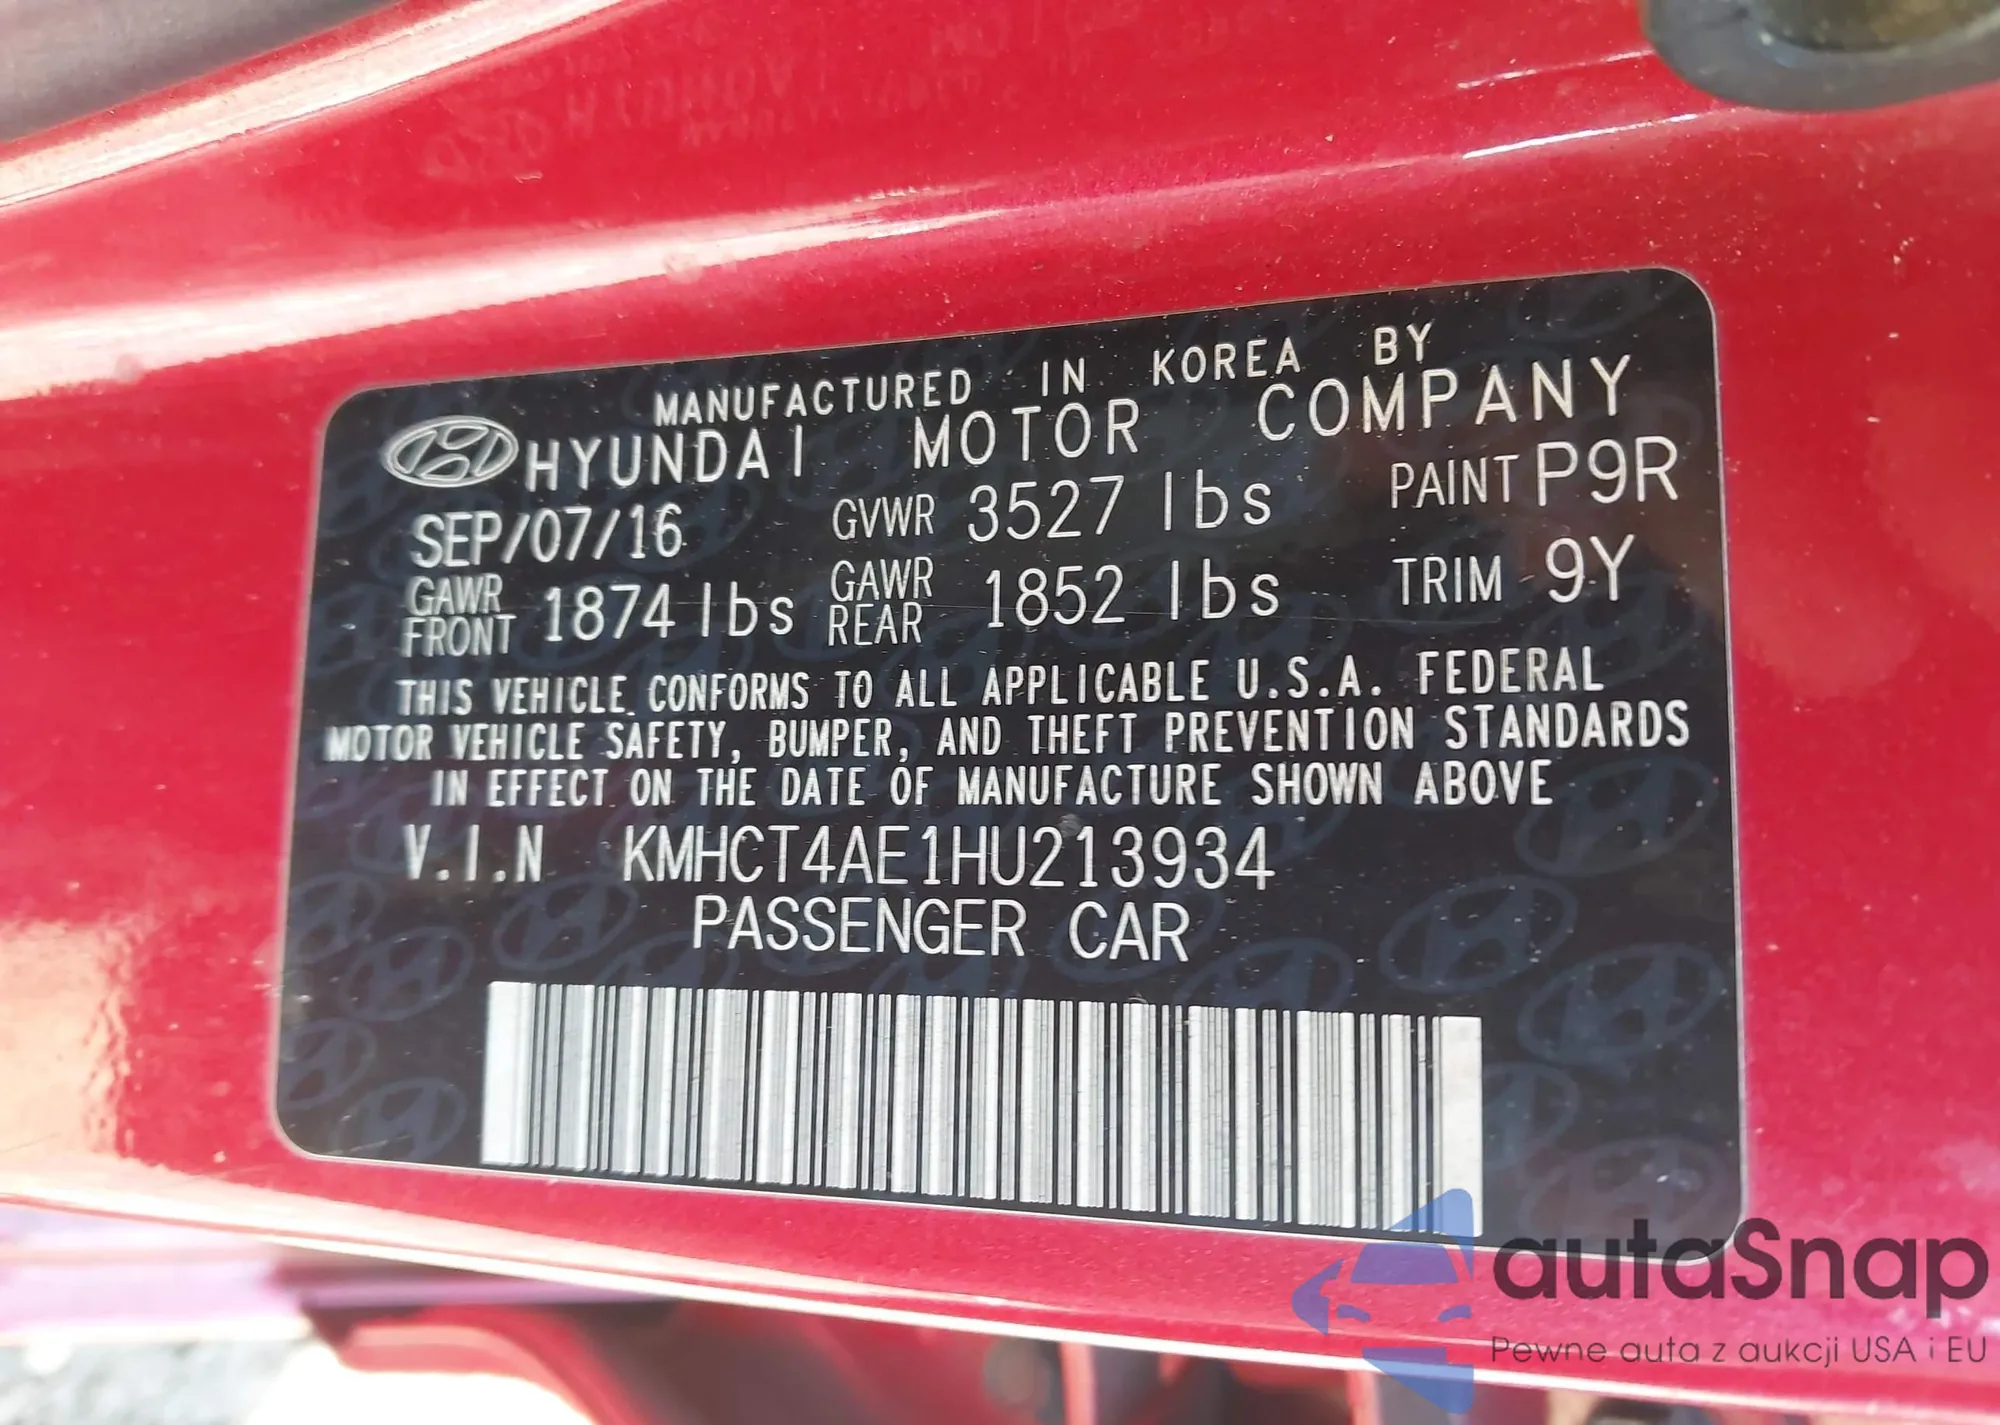 MANUFACTURED IN KOREA BY
HYUNDAI MOTOR COMPANY
SEP/07/16 GVWR 3527 lbs PAINT P9R
GAWR FRONT 1874 lbs GAWR REAR 1852 lbs TRIM 9Y
THIS VEHICLE CONFORMS TO ALL APPLICABLE U.S.A. FEDERAL
MOTOR VEHICLE SAFETY, BUMPER, AND THEFT PREVENTION STANDARDS
IN EFFECT ON THE DATE OF MANUFACTURE SHOWN ABOVE
V.I.N KMHCT4AE1HU213934
PASSENGER CAR
autaSnap
Pewne auta z aukcji USA i EU